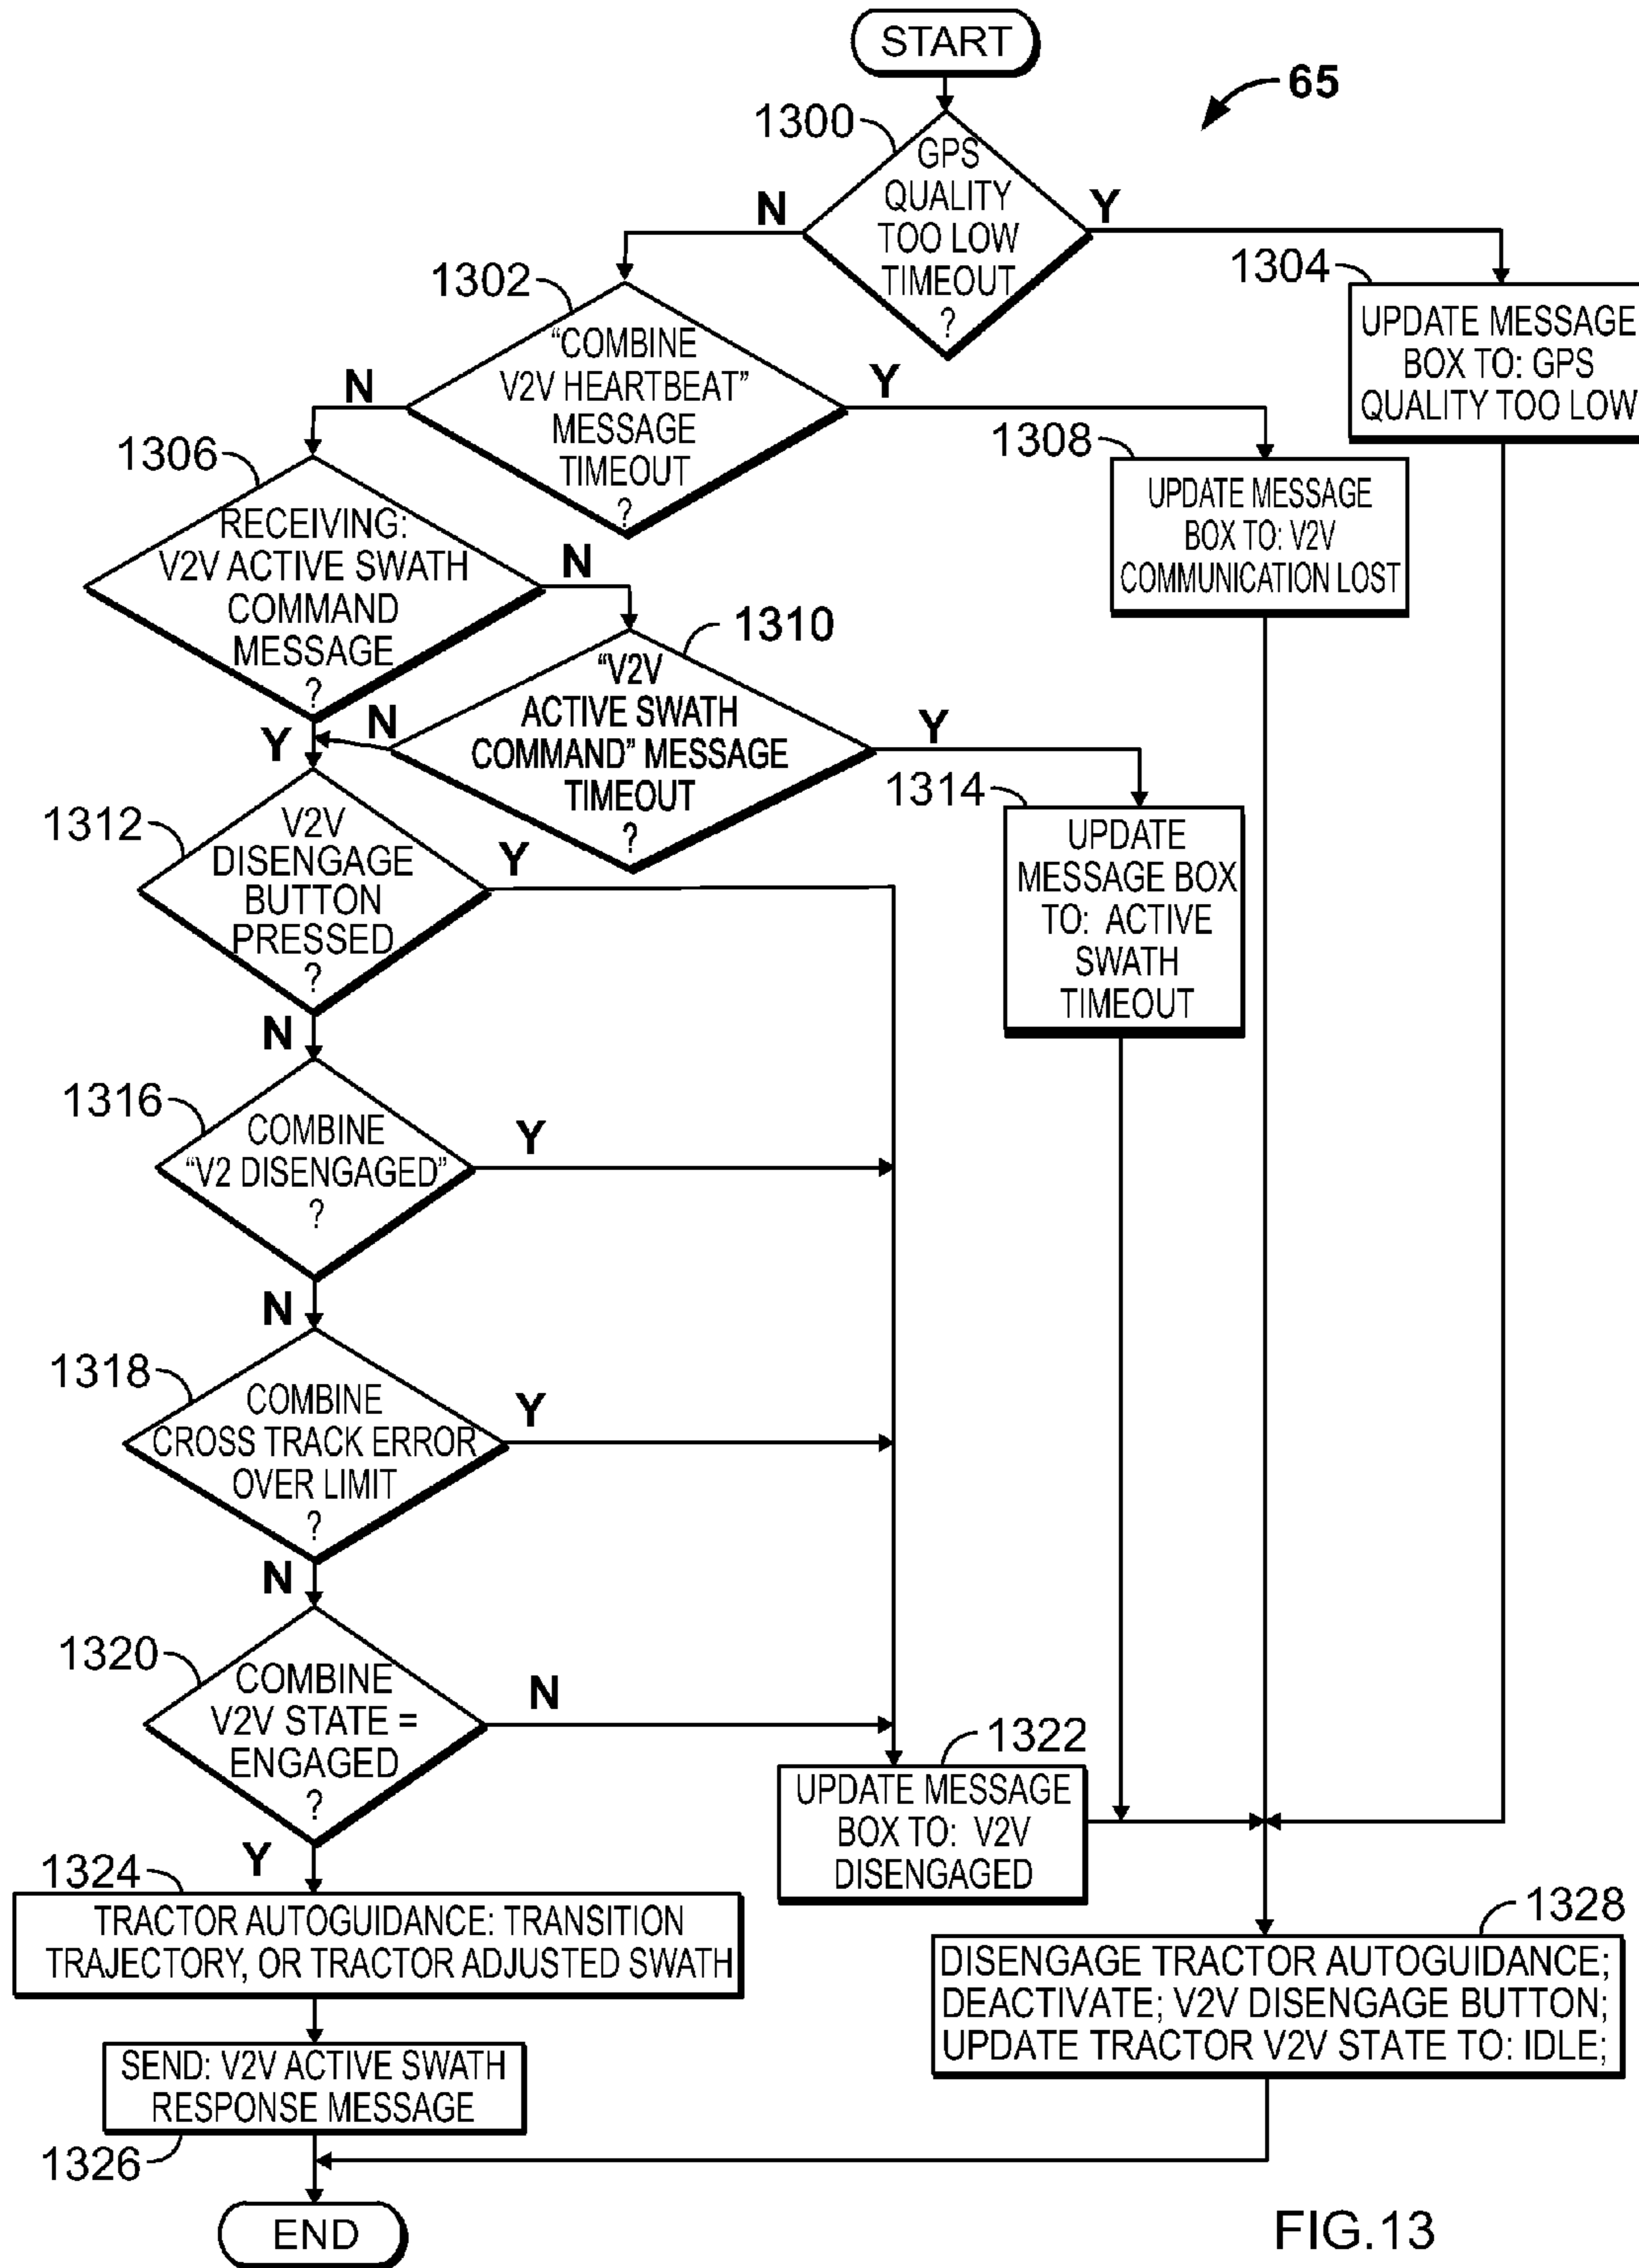 START
65
1300
GPS
QUALITY
TOO LOW
TIMEOUT
?
N
Y
1302
"COMBINE
V2V HEARTBEAT"
MESSAGE
TIMEOUT
?
N
Y
1304
UPDATE MESSAGE
BOX TO: GPS
QUALITY TOO LOW
1306
RECEIVING:
V2V ACTIVE SWATH
COMMAND
MESSAGE
?
N
Y
1308
UPDATE MESSAGE
BOX TO: V2V
COMMUNICATION LOST
1310
"V2V
ACTIVE SWATH
COMMAND" MESSAGE
TIMEOUT
?
N
Y
1312
V2V
DISENGAGE
BUTTON
PRESSED
?
Y
N
1314
UPDATE
MESSAGE BOX
TO: ACTIVE
SWATH
TIMEOUT
1316
COMBINE
"V2 DISENGAGED"
?
Y
N
1318
COMBINE
CROSS TRACK ERROR
OVER LIMIT
?
Y
N
1320
COMBINE
V2V STATE =
ENGAGED
?
N
Y
1322
UPDATE MESSAGE
BOX TO: V2V
DISENGAGED
1324
TRACTOR AUTOGUIDANCE: TRANSITION
TRAJECTORY, OR TRACTOR ADJUSTED SWATH
1328
DISENGAGE TRACTOR AUTOGUIDANCE;
DEACTIVATE; V2V DISENGAGE BUTTON;
UPDATE TRACTOR V2V STATE TO: IDLE;
SEND: V2V ACTIVE SWATH
RESPONSE MESSAGE
1326
END
FIG.13